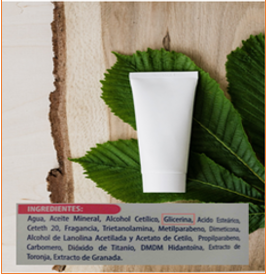 INGREDIENTES:
Agua, Aceite Mineral, Alcohol Cetílico, Glicerina, Acido Esteárico,
Ceteth 20, Fragancia, Trietanolamina, Metilparabeno, Dimeticona,
Alcohol de Lanolina Acetilada y Acetato de Cetilo, Propilparabeno,
Carbomero, Dióxido de Titanio, DMDM Hidantoína, Extracto de
Toronja, Extracto de Granada.